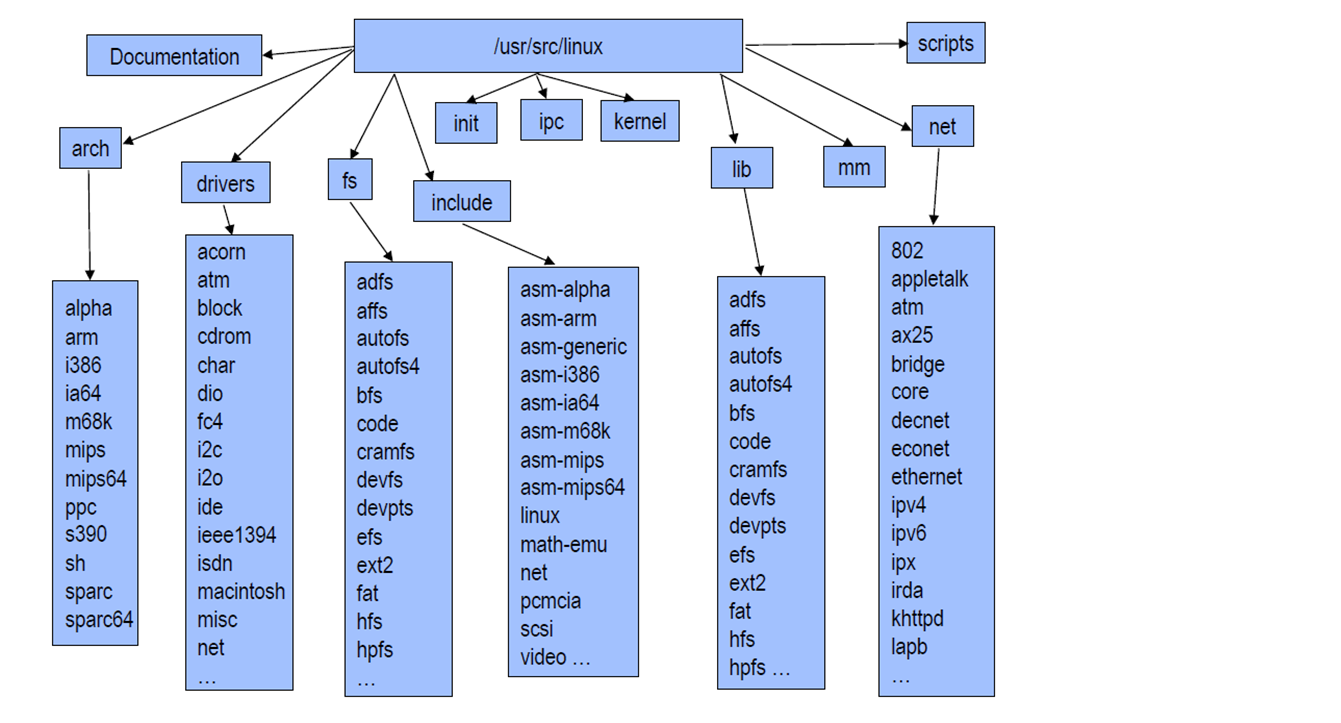 /usr/src/linux
Documentation
scripts
arch
drivers
fs
include
init
ipc
kernel
lib
mm
net
alpha
arm
i386
ia64
m68k
mips
mips64
ppc
s390
sh
sparc
sparc64
acorn
atm
block
cdrom
char
dio
fc4
i2c
i2o
ide
ieee1394
isdn
macintosh
misc
net
…
adfs
affs
autofs
autofs4
bfs
code
cramfs
devfs
devpts
efs
ext2
fat
hfs
hpfs
…
asm-alpha
asm-arm
asm-generic
asm-i386
asm-ia64
asm-m68k
asm-mips
asm-mips64
linux
math-emu
net
pcmcia
scsi
video …
adfs
affs
autofs
autofs4
bfs
code
cramfs
devfs
devpts
efs
ext2
fat
hfs
hpfs …
802
appletalk
atm
ax25
bridge
core
decnet
econet
ethernet
ipv4
ipv6
ipx
irda
khttpd
lapb
…